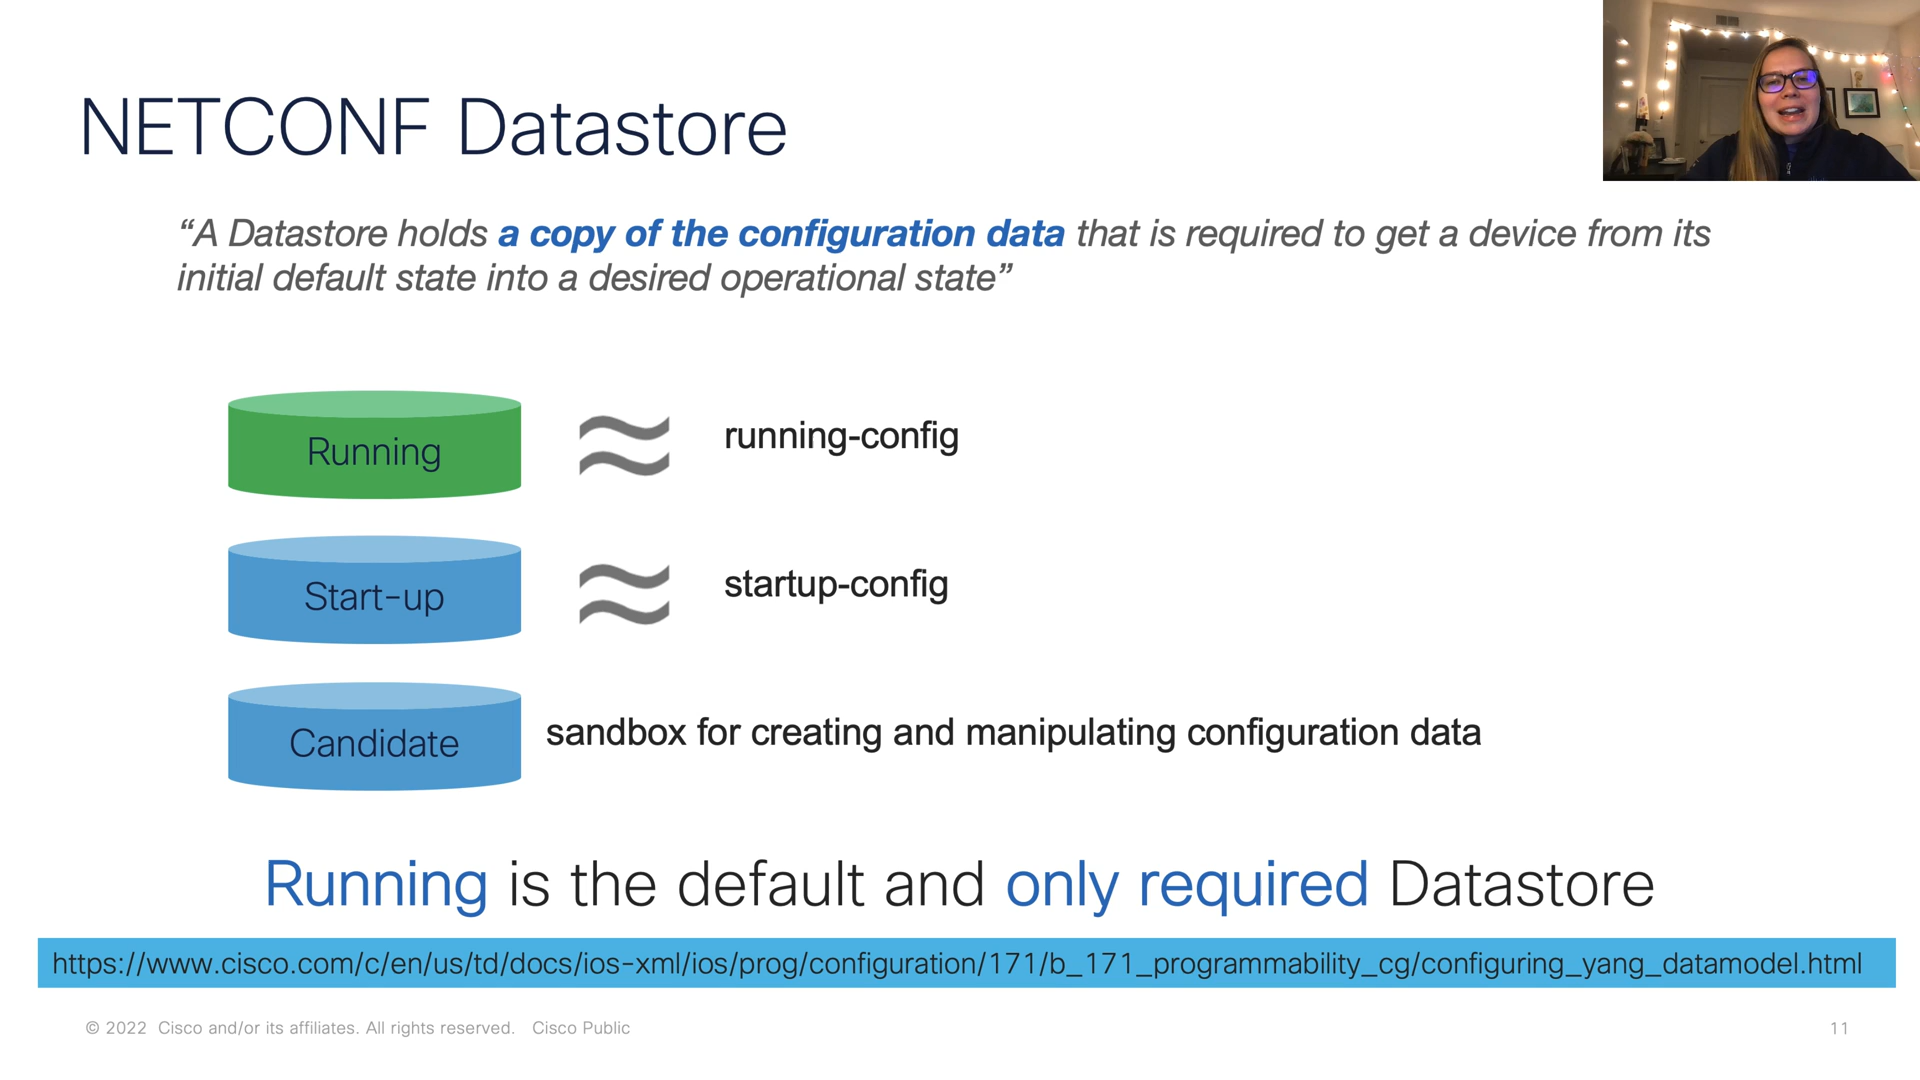 NETCONF Datastore
“A Datastore holds a copy of the configuration data that is required to get a device from its
initial default state into a desired operational state”
Running
≈ running-config
Start-up
≈ startup-config
Candidate
sandbox for creating and manipulating configuration data
Running is the default and only required Datastore
https://www.cisco.com/c/en/us/td/docs/ios-xml/ios/prog/configuration/171/b_171_programmability_cg/configuring_yang_datamodel.html
© 2022 Cisco and/or its affiliates. All rights reserved. Cisco Public
11